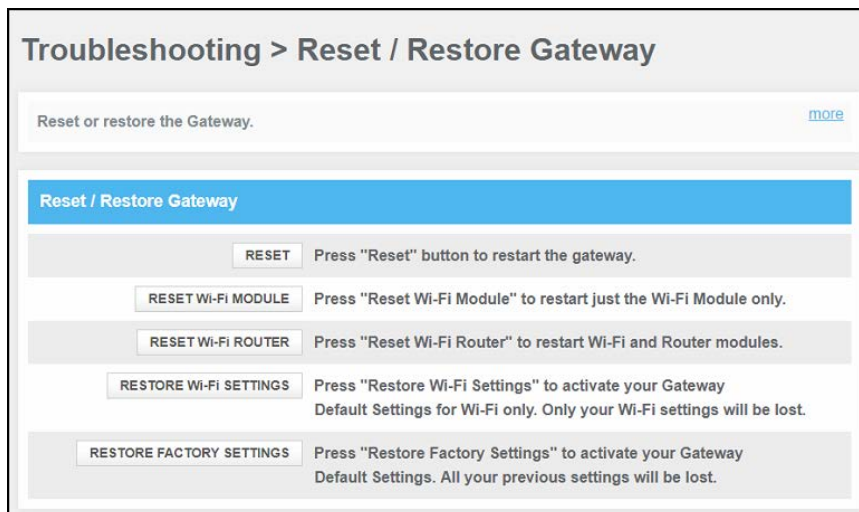 Troubleshooting > Reset / Restore Gateway
Reset or restore the Gateway.
more
Reset / Restore Gateway
RESET Press "Reset" button to restart the gateway.
RESET Wi-Fi MODULE Press "Reset Wi-Fi Module" to restart just the Wi-Fi Module only.
RESET Wi-Fi ROUTER Press "Reset Wi-Fi Router" to restart Wi-Fi and Router modules.
RESTORE Wi-Fi SETTINGS Press "Restore Wi-Fi Settings" to activate your Gateway
Default Settings for Wi-Fi only. Only your Wi-Fi settings will be lost.
RESTORE FACTORY SETTINGS Press "Restore Factory Settings" to activate your Gateway
Default Settings. All your previous settings will be lost.